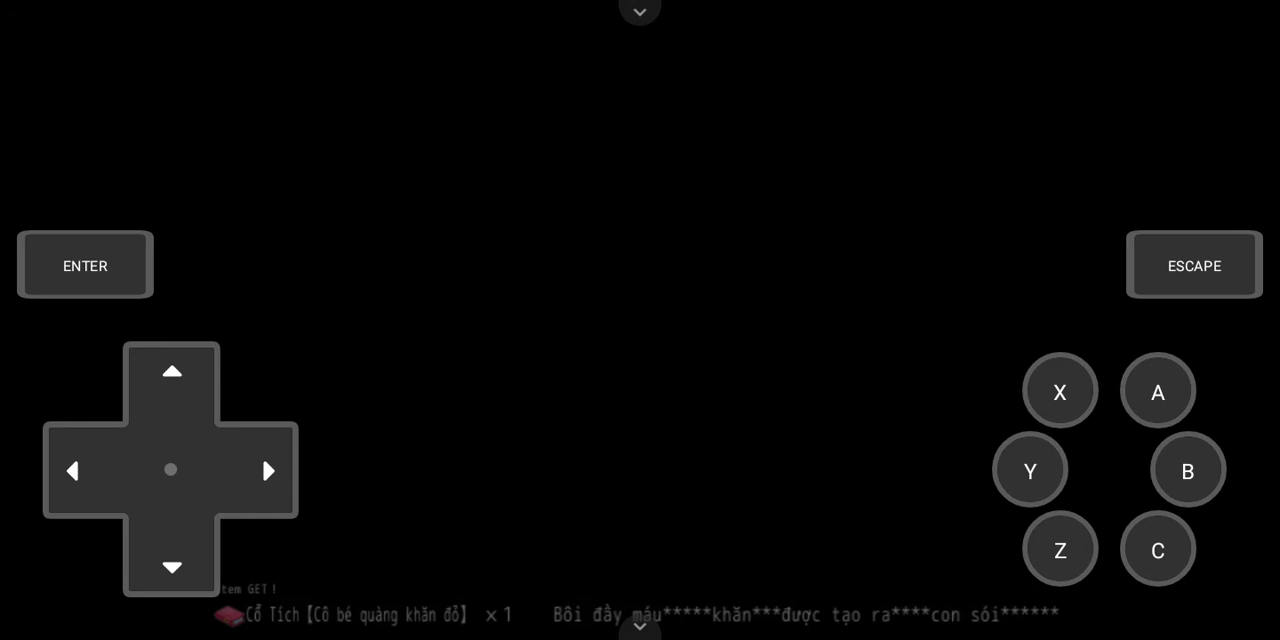 ENTER
ESCAPE
X
A
Y
B
Z
C
tem GET !
Cổ Tích【Cô bé quàng khăn đỏ】 ×1 Bôi đầy máu*****khăn***được tạo ra****con sói******